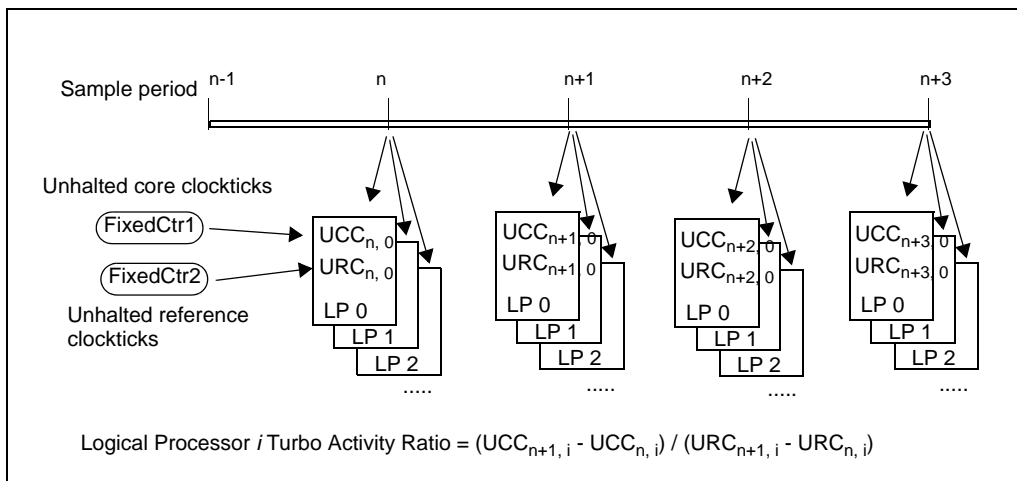 Sample period n-1 n n+1 n+2 n+3
Unhalted core clockticks
FixedCtr1
FixedCtr2
Unhalted reference
clockticks
UCCn, 0
URCn, 0
LP 0
LP 1
LP 2
.....
UCCn+1, 0
URCn+1, 0
LP 0
LP 1
LP 2
.....
UCCn+2, 0
URCn+2, 0
LP 0
LP 1
LP 2
.....
UCCn+3, 0
URCn+3, 0
LP 0
LP 1
LP 2
.....
Logical Processor i Turbo Activity Ratio = (UCCn+1, i - UCCn, i) / (URCn+1, i - URCn, i)